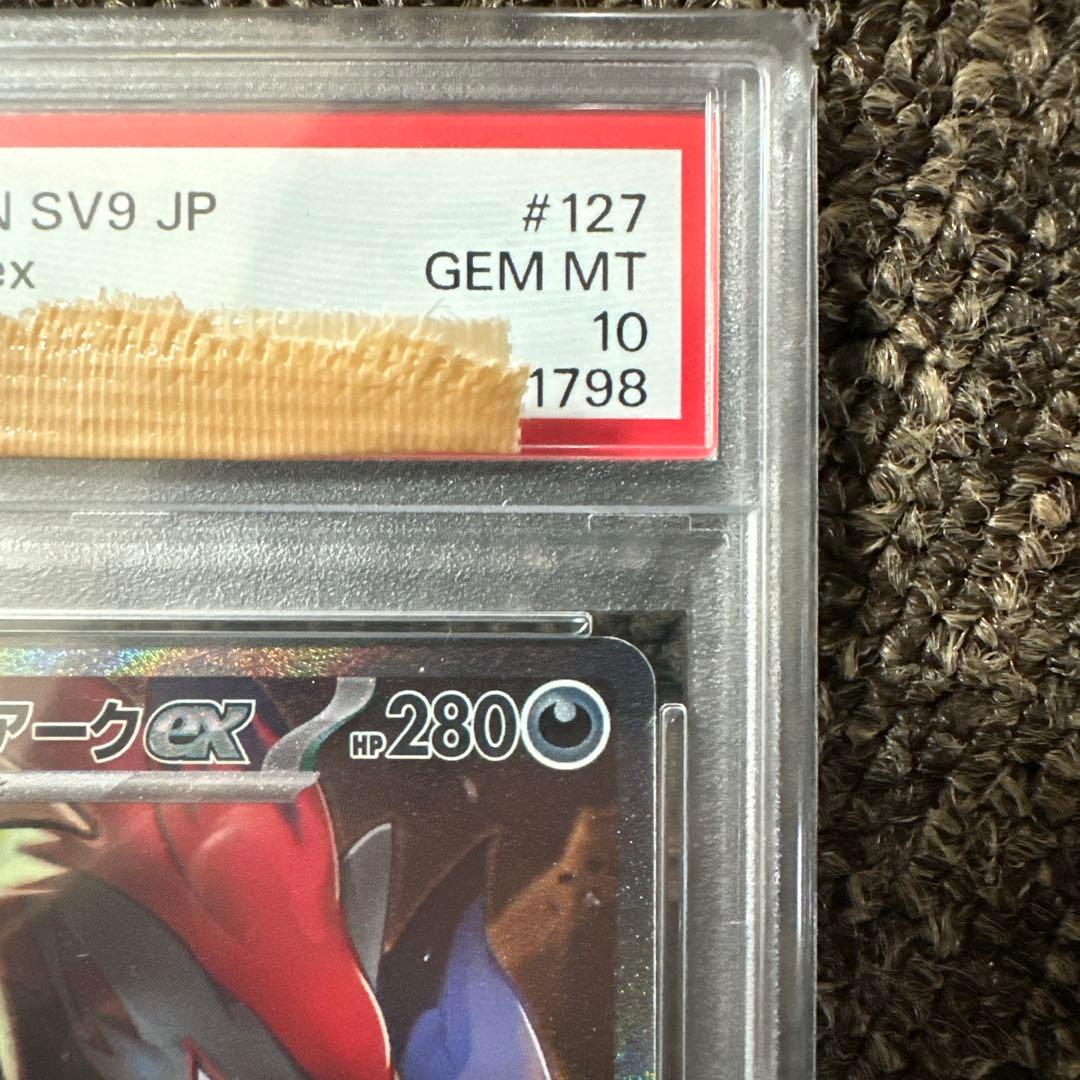 N SV9 JP #127
ex GEM MT
10
1798
アークex HP280